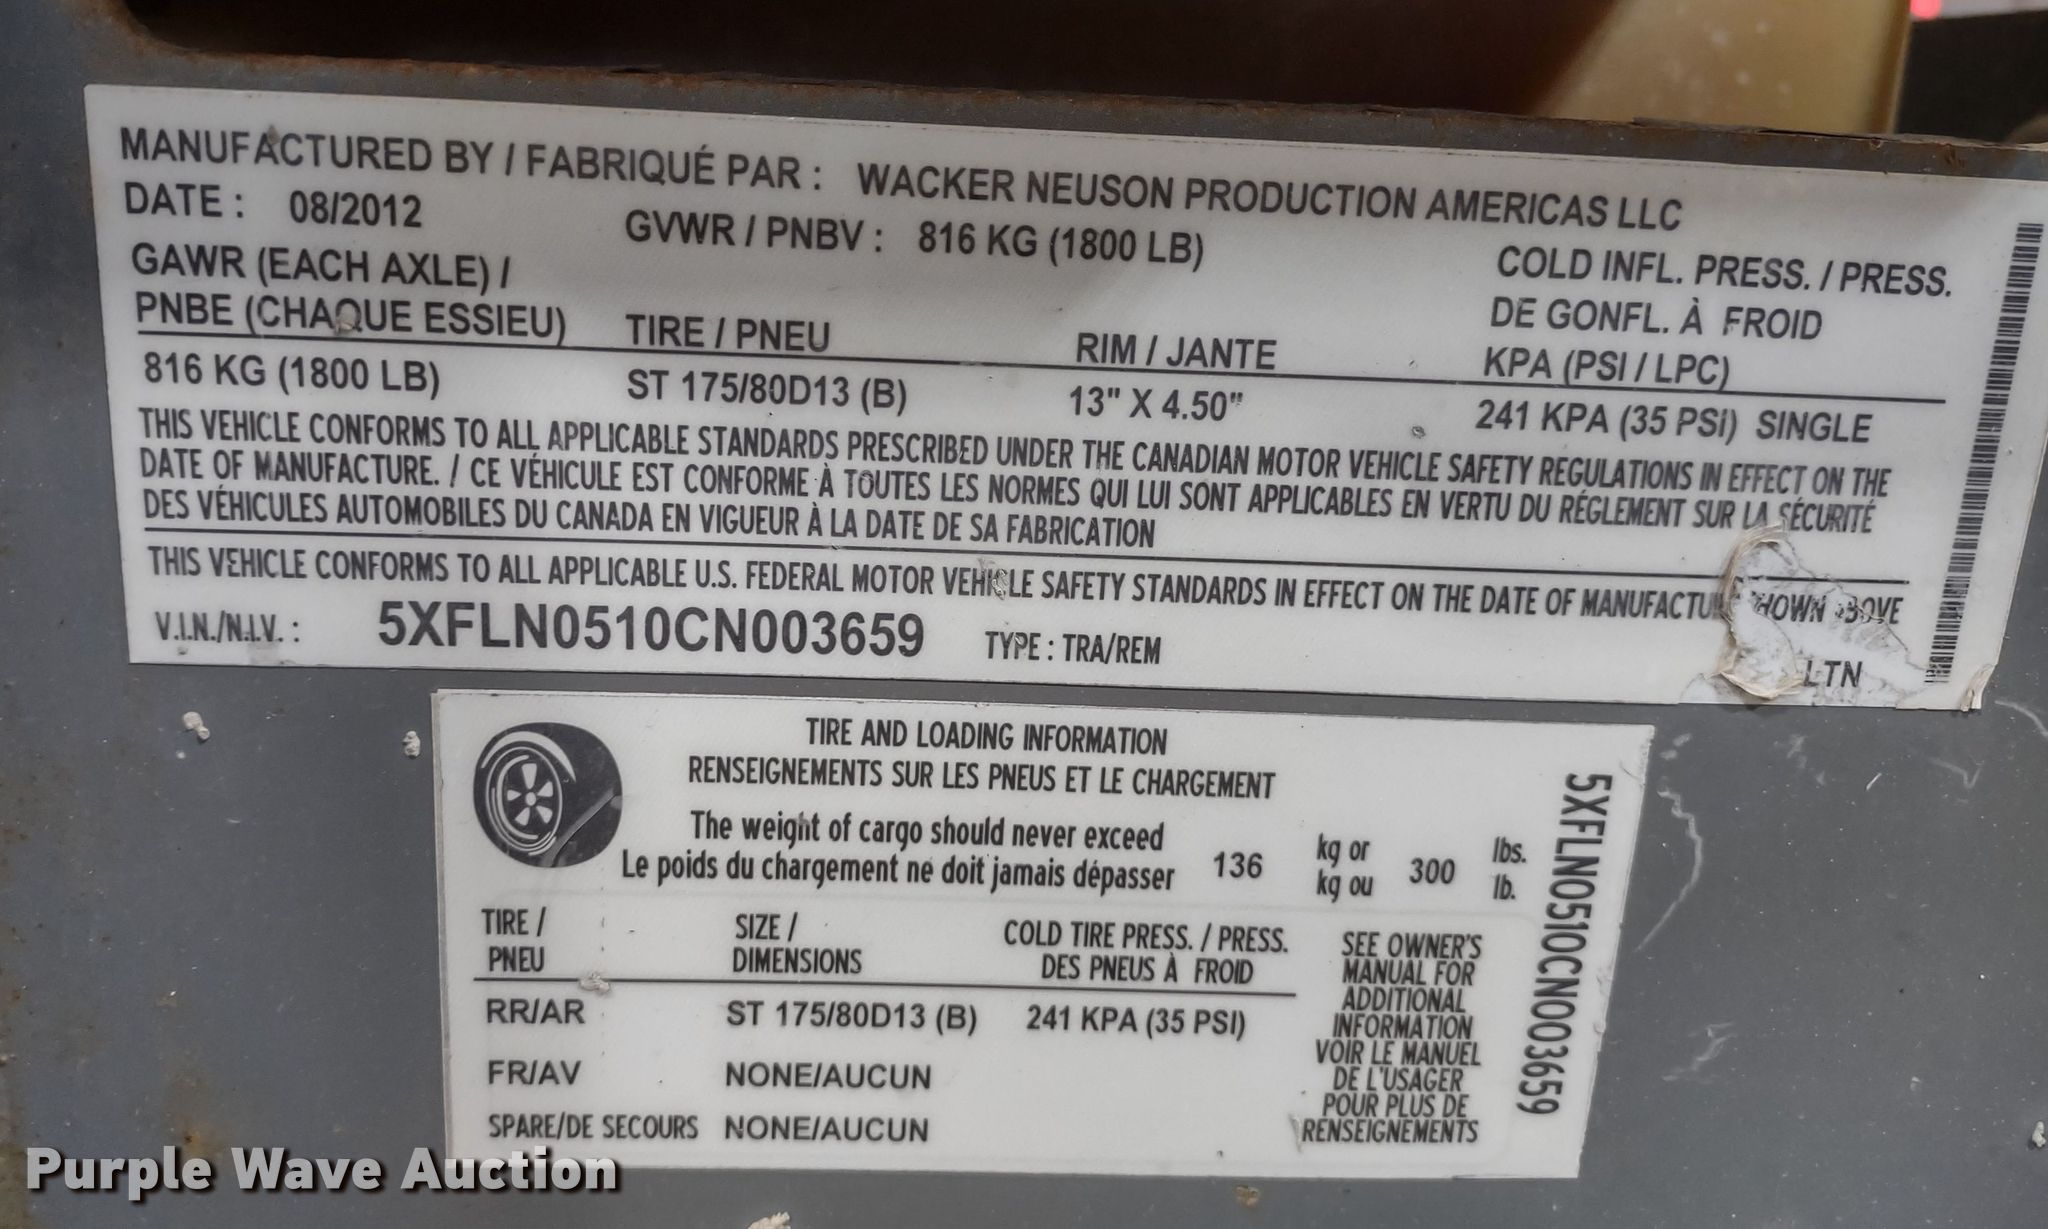 MANUFACTURED BY / FABRIQUÉ PAR : WACKER NEUSON PRODUCTION AMERICAS LLC
DATE : 08/2012 GVWR / PNBV : 816 KG (1800 LB)
GAWR (EACH AXLE) /
PNBE (CHAQUE ESSIEU) TIRE / PNEU RIM / JANTE COLD INFL. PRESS. / PRESS.
DE GONFL. À FROID
KPA (PSI / LPC)
816 KG (1800 LB) ST 175/80D13 (B) 13" X 4.50" 241 KPA (35 PSI) SINGLE
THIS VEHICLE CONFORMS TO ALL APPLICABLE STANDARDS PRESCRIBED UNDER THE CANADIAN MOTOR VEHICLE SAFETY REGULATIONS IN EFFECT ON THE
DATE OF MANUFACTURE. / CE VÉHICULE EST CONFORME À TOUTES LES NORMES QUI LUI SONT APPLICABLES EN VERTU DU RÉGLEMENT SUR LA SÉCURITÉ
DES VÉHICULES AUTOMOBILES DU CANADA EN VIGUEUR À LA DATE DE SA FABRICATION
THIS VEHICLE CONFORMS TO ALL APPLICABLE U.S. FEDERAL MOTOR VEHICLE SAFETY STANDARDS IN EFFECT ON THE DATE OF MANUFACTU HOWN ABOVE
V.I.N./N.I.V. : 5XFLN0510CN003659 TYPE : TRA/REM LTN
TIRE AND LOADING INFORMATION
RENSEIGNEMENTS SUR LES PNEUS ET LE CHARGEMENT
The weight of cargo should never exceed
Le poids du chargement ne doit jamais dépasser 136 kg or
kg ou 300 lbs.
lb.
TIRE /
PNEU SIZE /
DIMENSIONS COLD TIRE PRESS. / PRESS.
DES PNEUS À FROID
RR/AR ST 175/80D13 (B) 241 KPA (35 PSI)
FR/AV NONE/AUCUN
SPARE/DE SECOURS NONE/AUCUN
SEE OWNER'S
MANUAL FOR
ADDITIONAL
INFORMATION
VOIR LE MANUEL
DE L'USAGER
POUR PLUS DE
RENSEIGNEMENTS
5XFLN0510CN003659
Purple Wave Auction